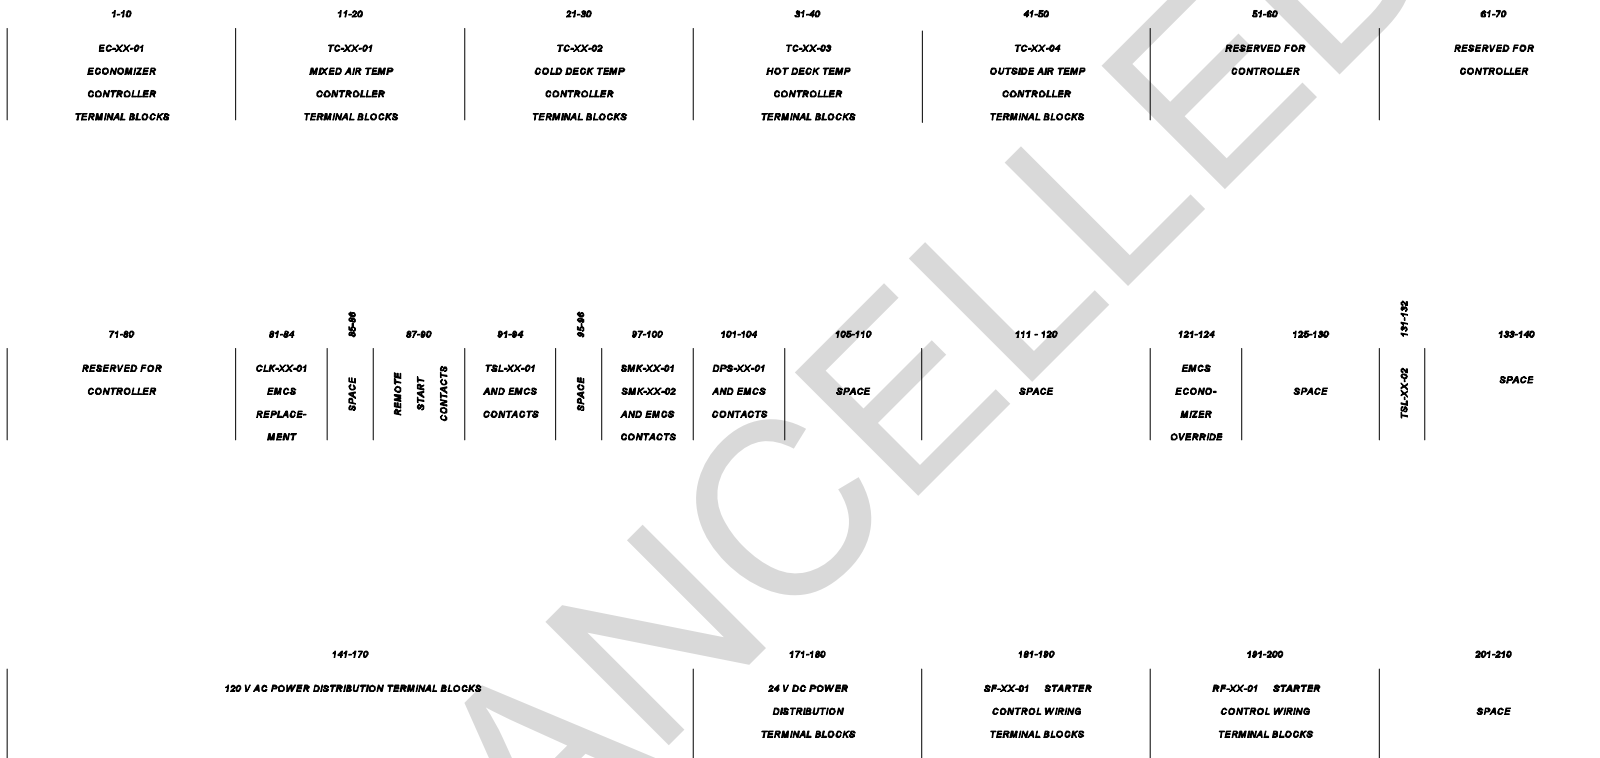 1-10
EC-XX-01
ECONOMIZER
CONTROLLER
TERMINAL BLOCKS
11-20
TC-XX-01
MIXED AIR TEMP
CONTROLLER
TERMINAL BLOCKS
21-30
TC-XX-02
COLD DECK TEMP
CONTROLLER
TERMINAL BLOCKS
31-40
TC-XX-03
HOT DECK TEMP
CONTROLLER
TERMINAL BLOCKS
41-50
TC-XX-04
OUTSIDE AIR TEMP
CONTROLLER
TERMINAL BLOCKS
51-60
RESERVED FOR
CONTROLLER
61-70
RESERVED FOR
CONTROLLER
71-80
RESERVED FOR
CONTROLLER
81-84
CLK-XX-01
EMCS
REPLACE-
MENT
85-86
SPACE
87-90
REMOTE
START
CONTACTS
91-94
TSL-XX-01
AND EMCS
CONTACTS
95-96
SPACE
97-100
SMK-XX-01
SMK-XX-02
AND EMCS
CONTACTS
101-104
DPS-XX-01
AND EMCS
CONTACTS
105-110
SPACE
111 - 120
SPACE
121-124
EMCS
ECONO-
MIZER
OVERRIDE
125-130
SPACE
131-132
TSL-XX-02
133-140
SPACE
141-170
120 V AC POWER DISTRIBUTION TERMINAL BLOCKS
171-180
24 V DC POWER
DISTRIBUTION
TERMINAL BLOCKS
181-190
SF-XX-01 STARTER
CONTROL WIRING
TERMINAL BLOCKS
191-200
RF-XX-01 STARTER
CONTROL WIRING
TERMINAL BLOCKS
201-210
SPACE
ANCELLED